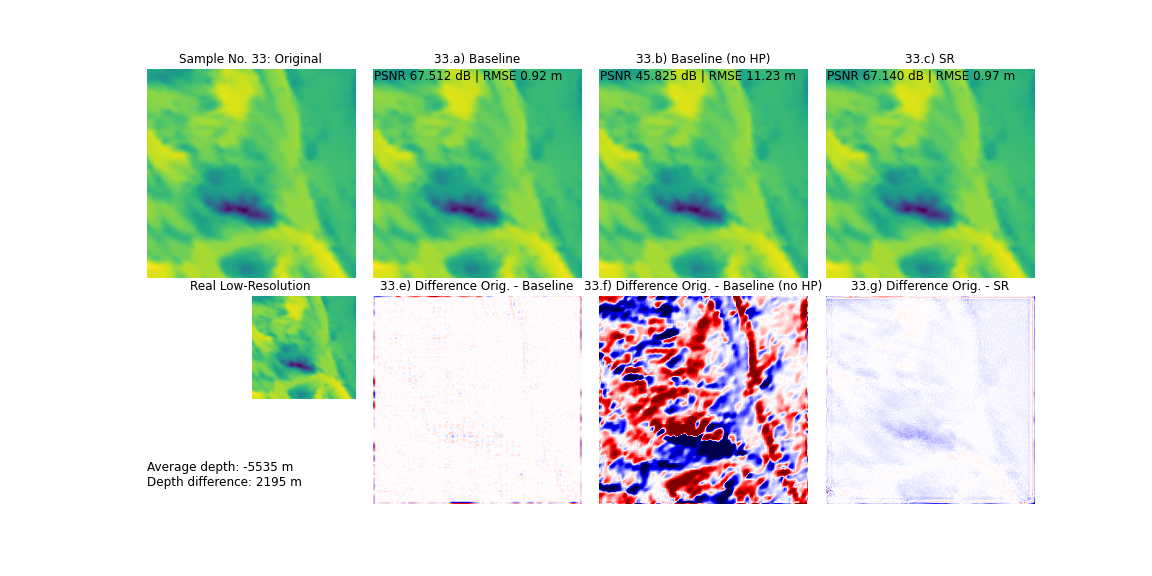 Sample No. 33: Original
33.a) Baseline
33.b) Baseline (no HP)
33.c) SR
PSNR 67.512 dB | RMSE 0.92 m
PSNR 45.825 dB | RMSE 11.23 m
PSNR 67.140 dB | RMSE 0.97 m
Real Low-Resolution
33.e) Difference Orig. - Baseline
33.f) Difference Orig. - Baseline (no HP)
33.g) Difference Orig. - SR
Average depth: -5535 m
Depth difference: 2195 m